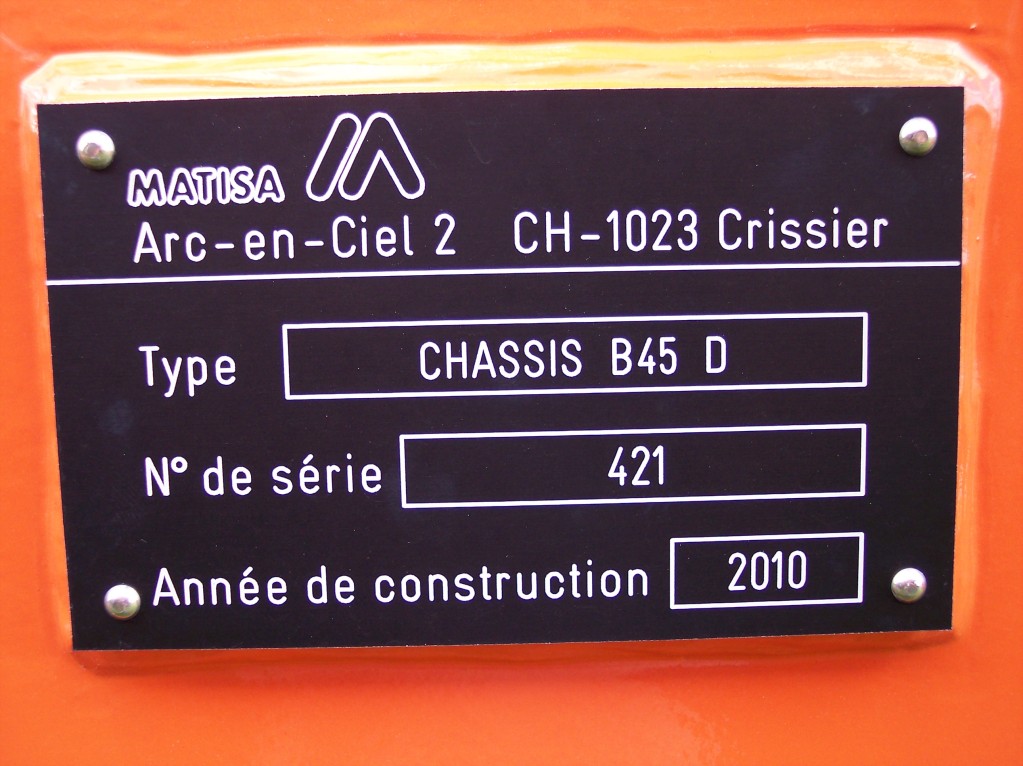 MATISA
Arc-en-Ciel 2 CH-1023 Crissier
Type CHASSIS B45 D
N° de série 421
Année de construction 2010